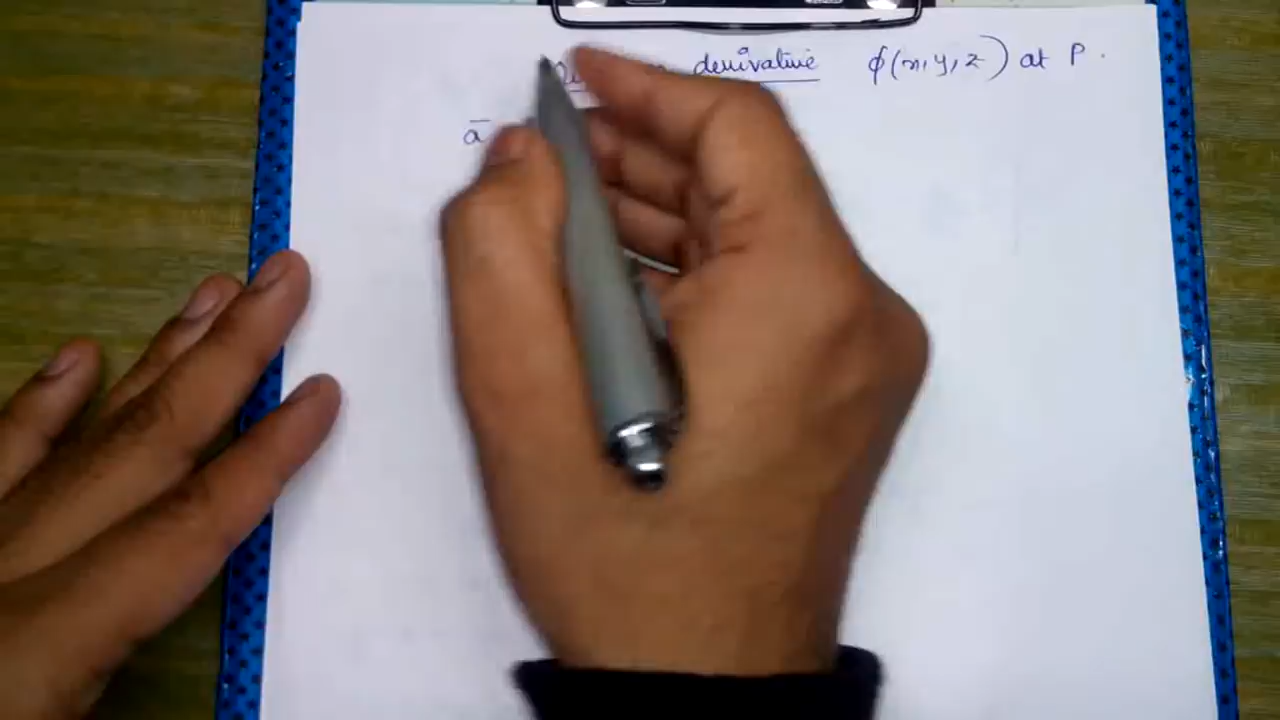 derivative ϕ(x,y,z) at P.
a̅